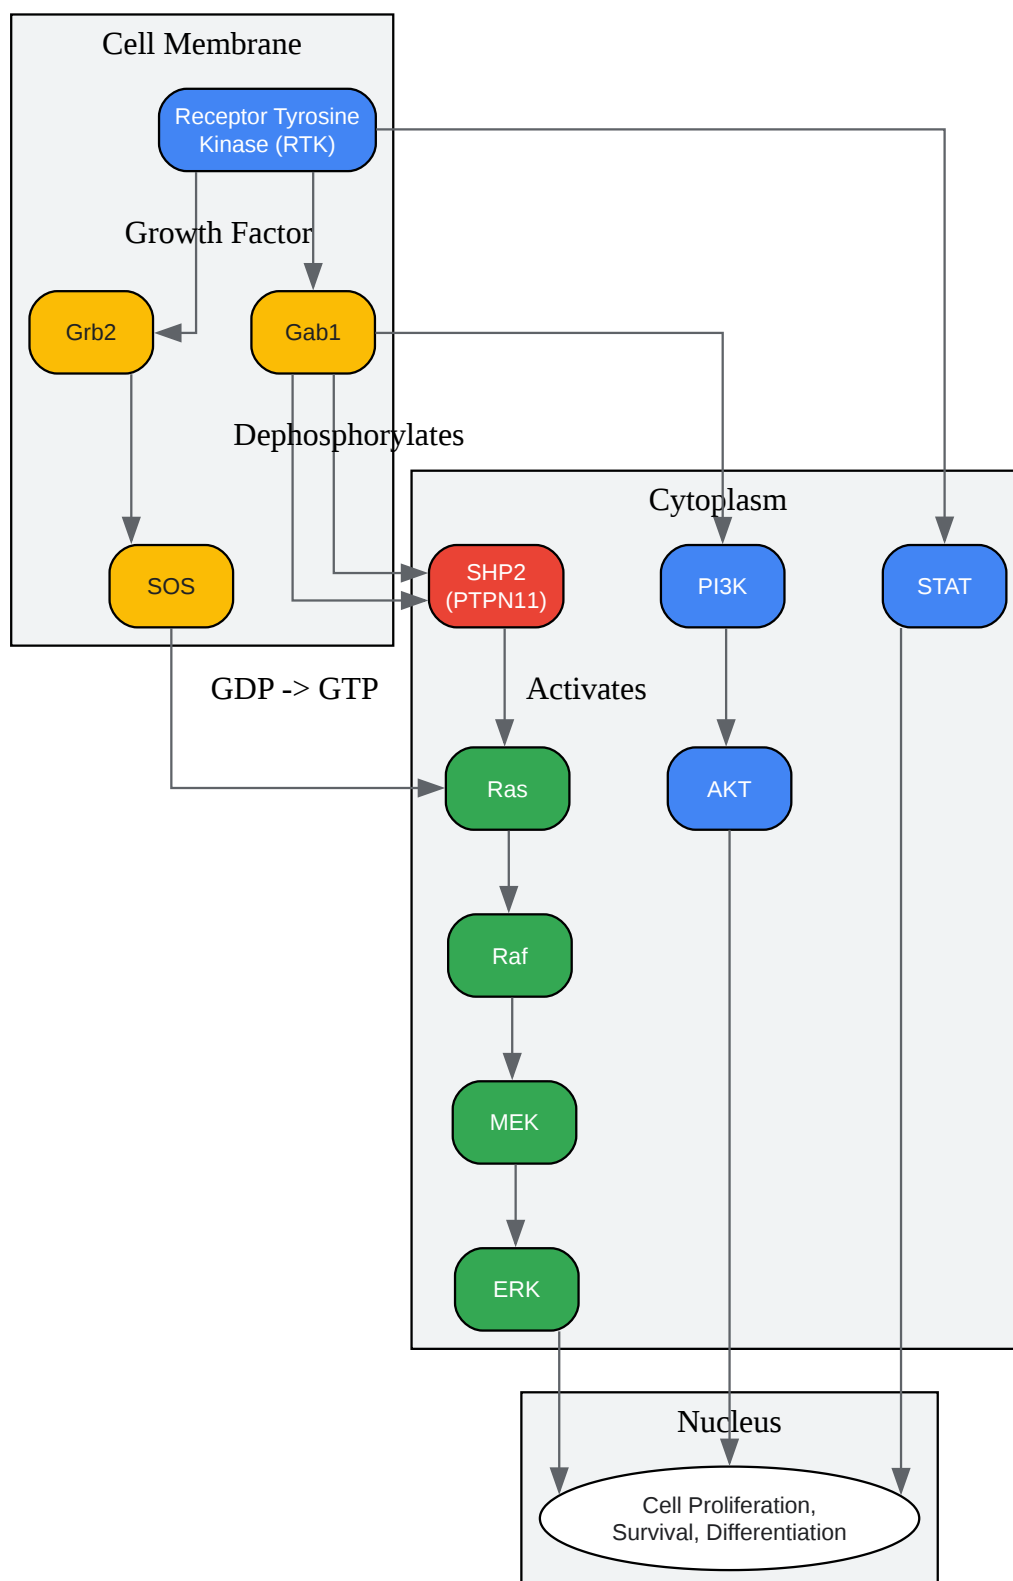 Cell Membrane
Receptor Tyrosine
Kinase (RTK)
Growth Factor
Grb2
Gab1
Dephosphorylates
Cytoplasm
SOS
SHP2
(PTPN11)
PI3K
STAT
GDP -> GTP
Activates
Ras
AKT
Raf
MEK
ERK
Nucleus
Cell Proliferation,
Survival, Differentiation